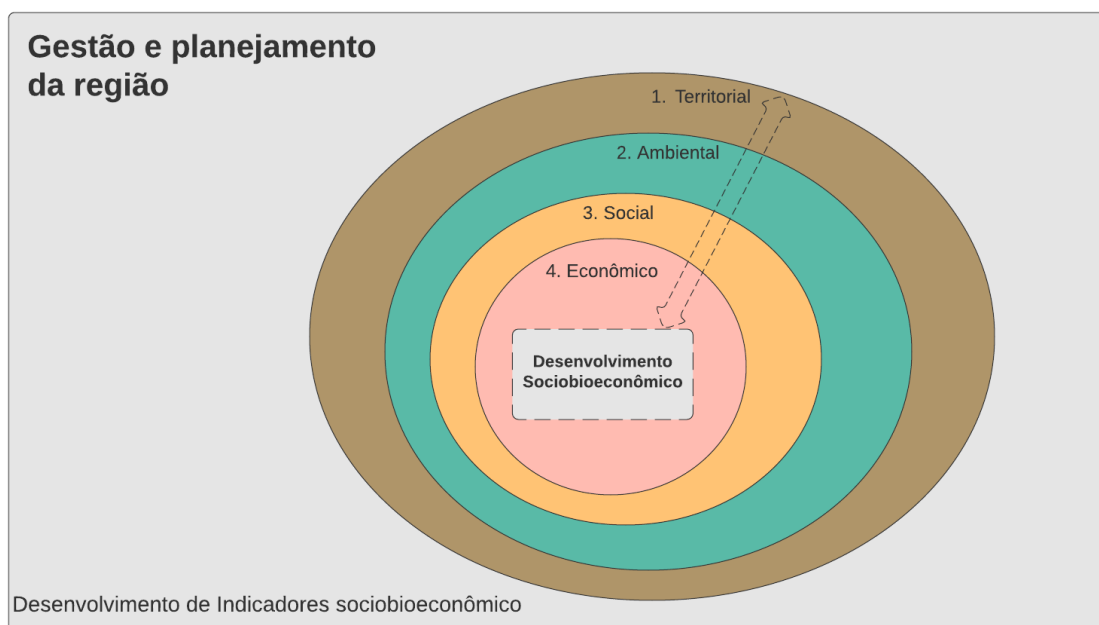 Gestão e planejamento
da região
1. Territorial
2. Ambiental
3. Social
4. Econômico
Desenvolvimento
Sociobioeconômico
Desenvolvimento de Indicadores sociobioeconômico